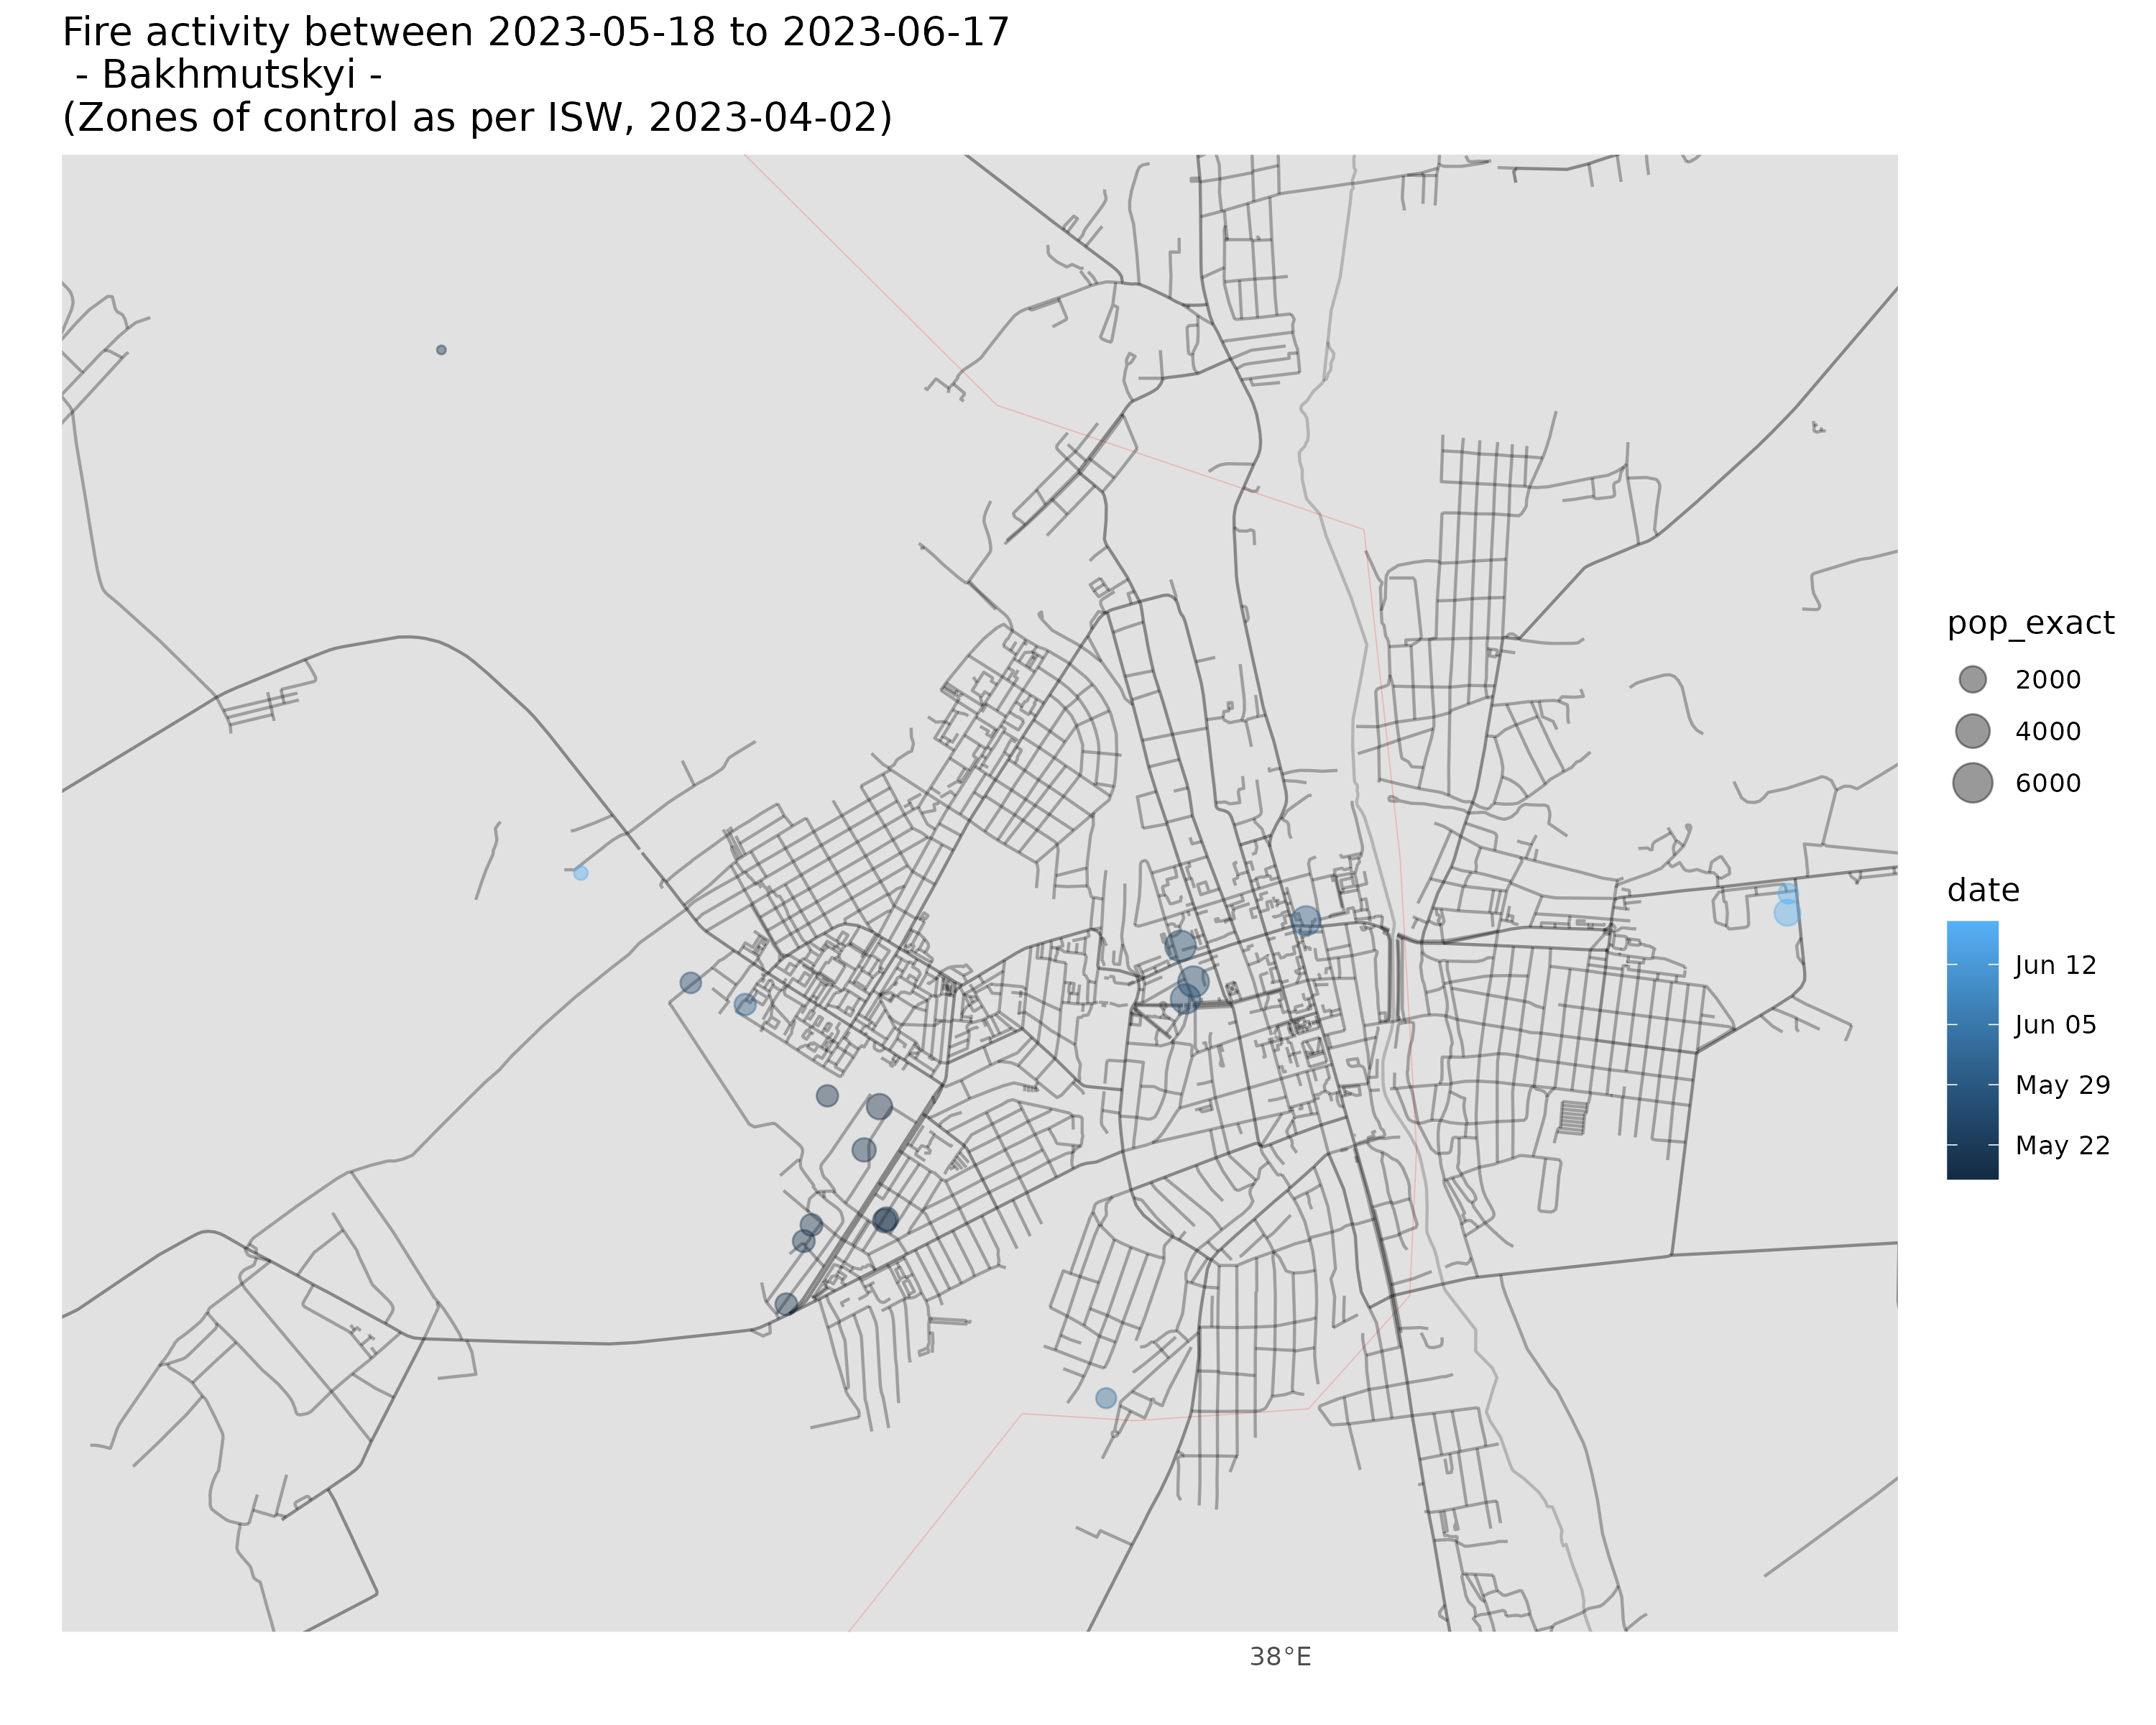 Fire activity between 2023-05-18 to 2023-06-17
- Bakhmutskyi -
(Zones of control as per ISW, 2023-04-02)
pop_exact
2000
4000
6000
date
Jun 12
Jun 05
May 29
May 22
38°E